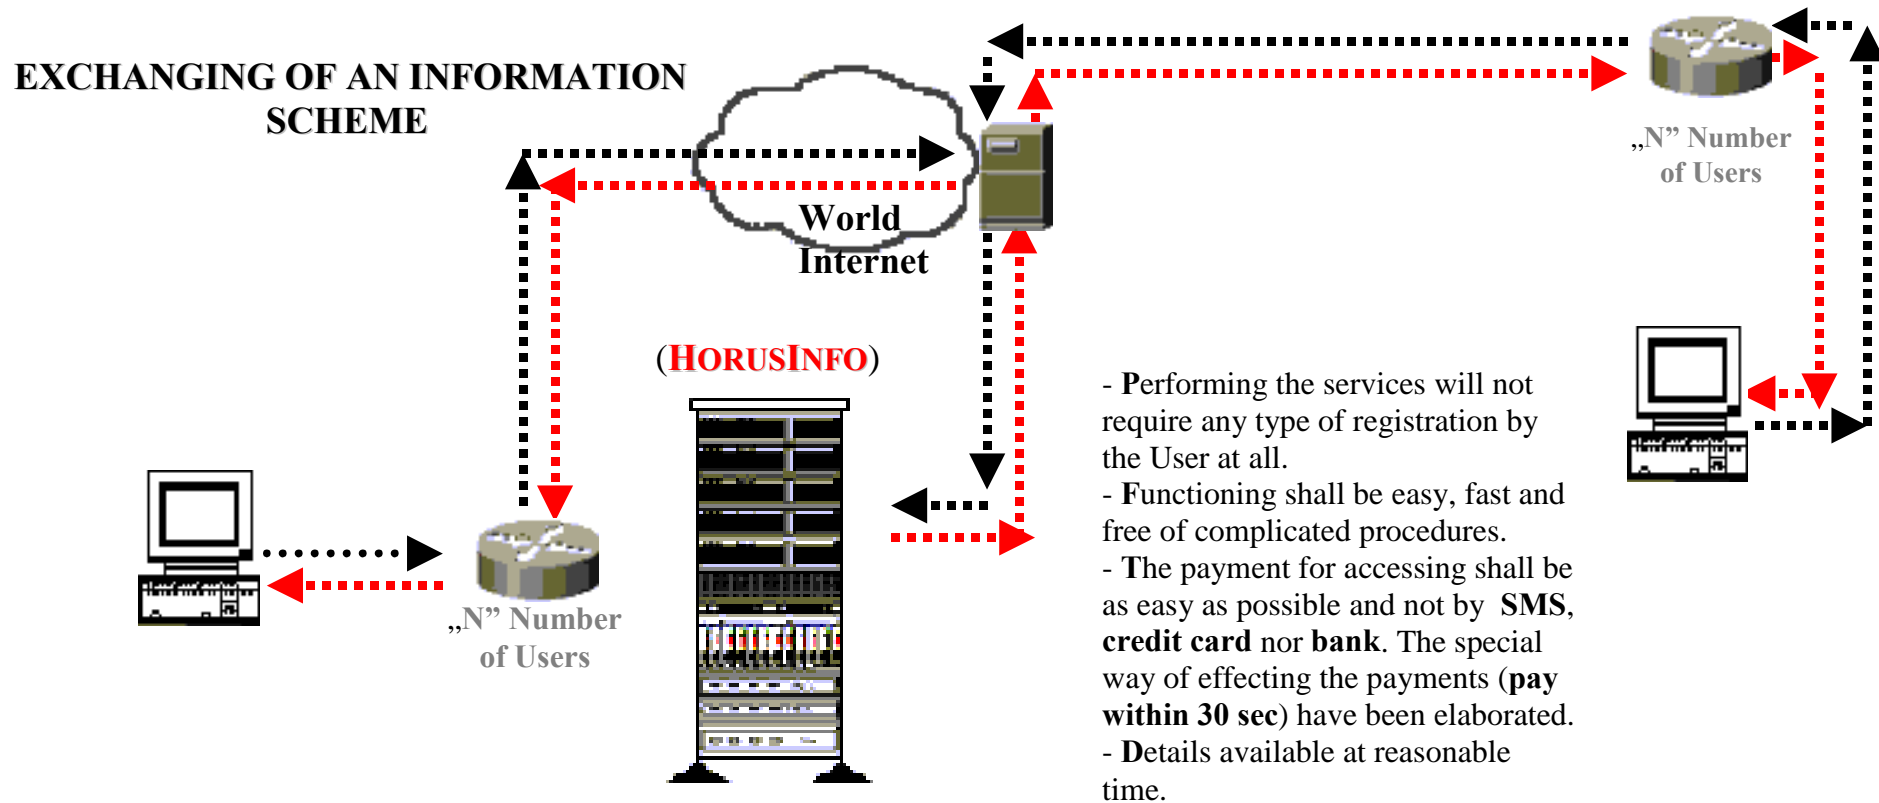 EXCHANGING OF AN INFORMATION
SCHEME
World
Internet
„N” Number
of Users
(HORUSINFO)
„N” Number
of Users
- Performing the services will not
require any type of registration by
the User at all.
- Functioning shall be easy, fast and
free of complicated procedures.
- The payment for accessing shall be
as easy as possible and not by SMS,
credit card nor bank. The special
way of effecting the payments (pay
within 30 sec) have been elaborated.
- Details available at reasonable
time.